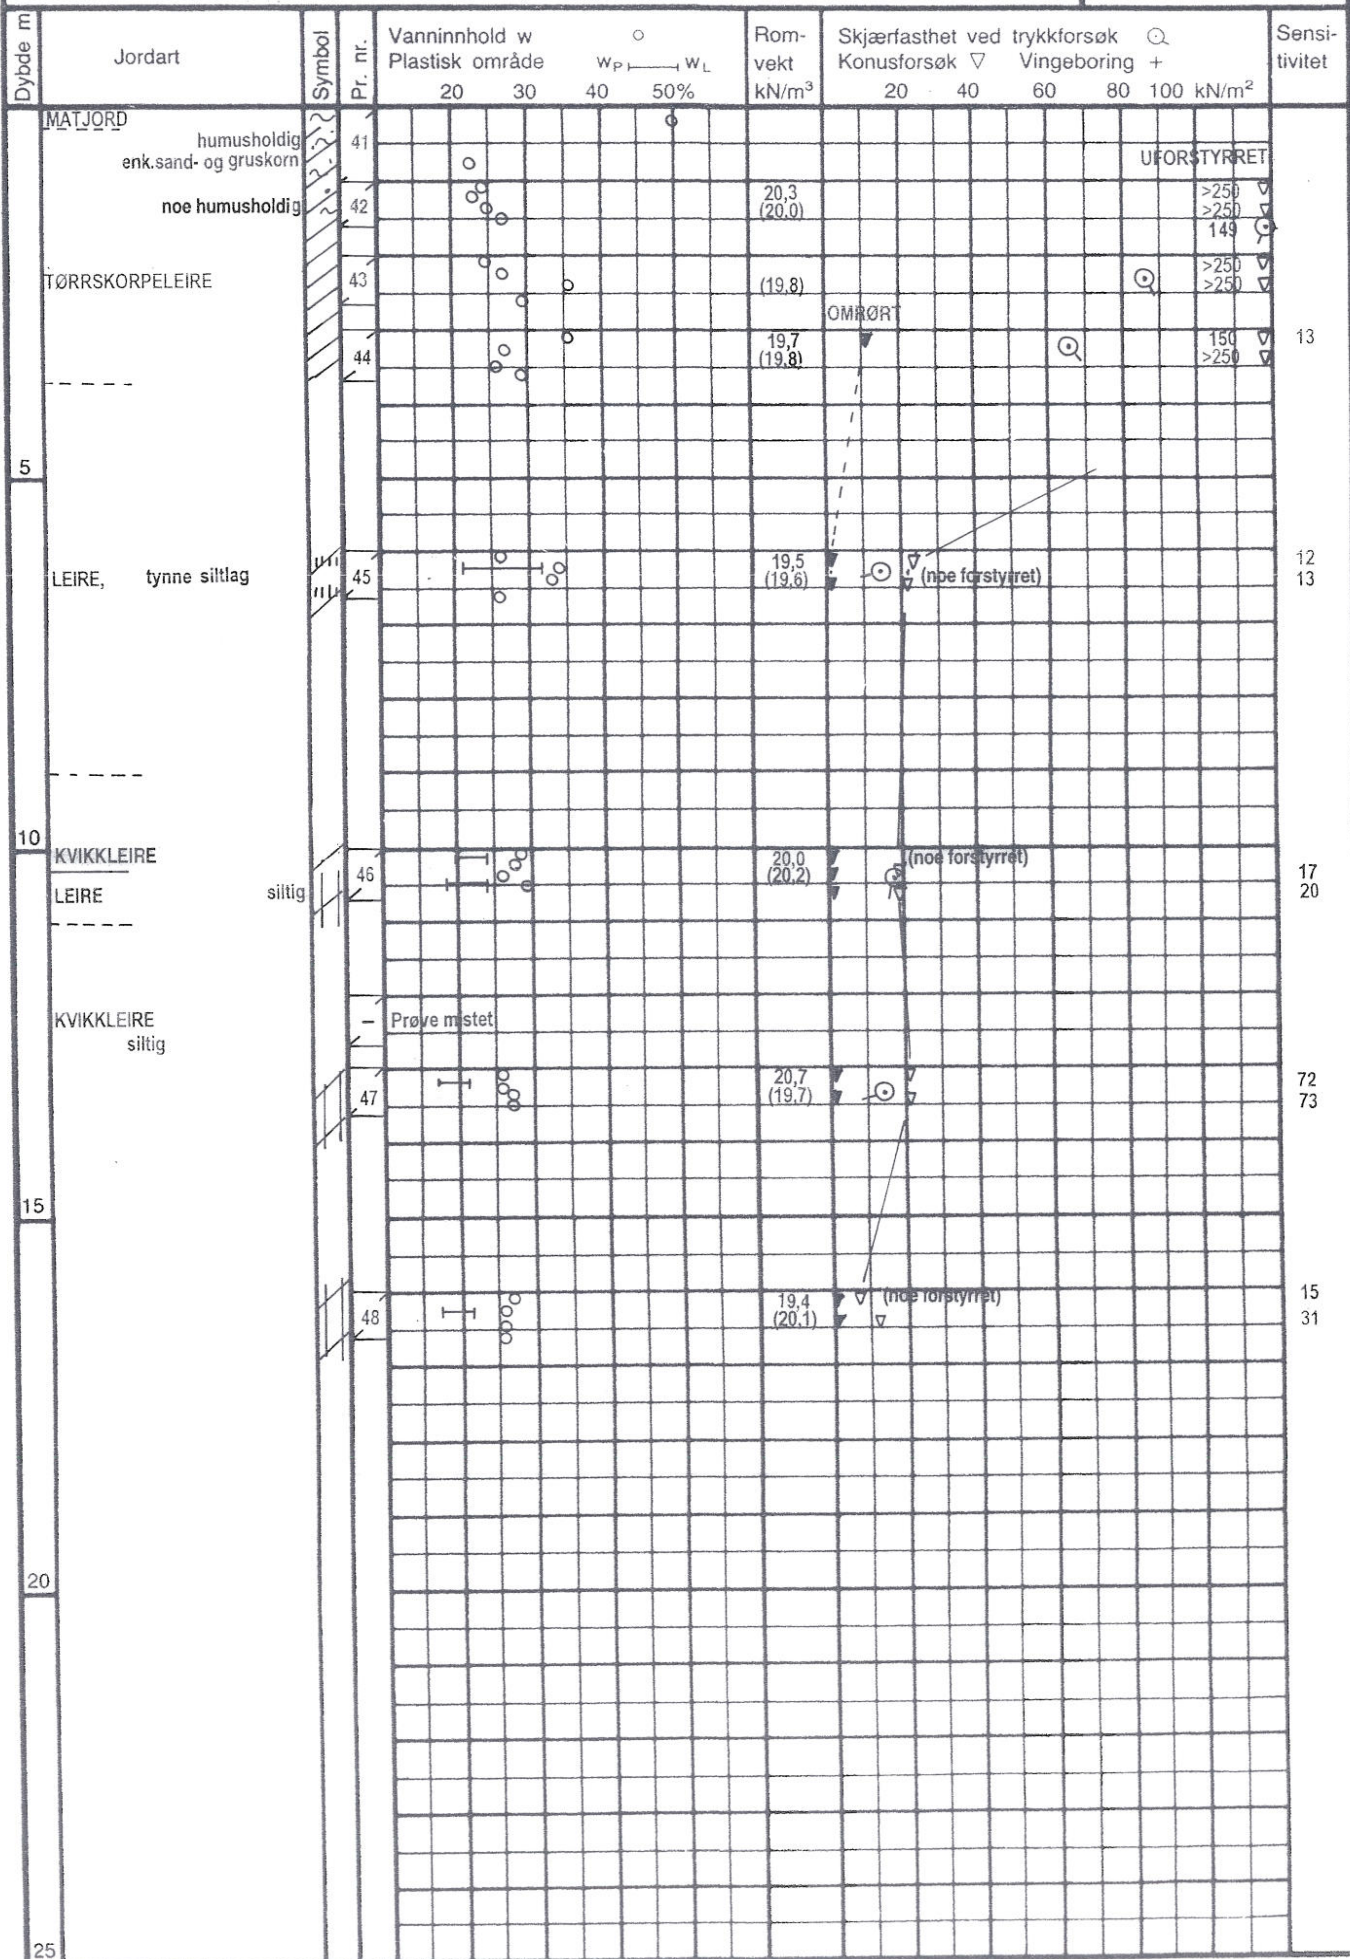 Dybde m
Jordart
Symbol
Pr. nr.
Vanninnhold w ○
Plastisk område wP wL
20 30 40 50%
Rom-
vekt
kN/m³
Skjærfasthet ved trykkforsøk
Konusforsøk ▽ Vingeboring +
20 40 60 80 100 kN/m²
Sensi-
tivitet
MATJORD
humusholdig
41
enk.sand- og gruskorn
UFORSTYRRET
20,3 >250
noe humusholdig 42 (20,0) >250
149
>250
TØRRSKORPELEIRE 43 (19,8) >250
OMRØRT
19,7 150 13
44 (19,8) >250
5
19,5 12
LEIRE, tynne siltlag 45 (19,6) (noe forstyrret) 13
10
KVIKKLEIRE 20,0 (noe forstyrret)
46 (20,2) 17
LEIRE siltig 20
KVIKKLEIRE – Prøve mistet
siltig
20,7 72
47 (19,7) 73
15
19,4 (noe forstyrret) 15
48 (20,1) 31
20
25